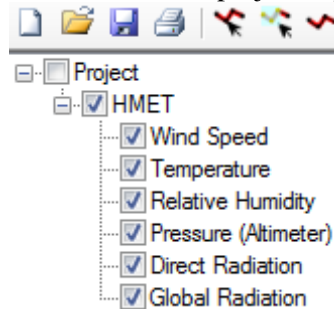 Project
HMET
Wind Speed
Temperature
Relative Humidity
Pressure (Altimeter)
Direct Radiation
Global Radiation